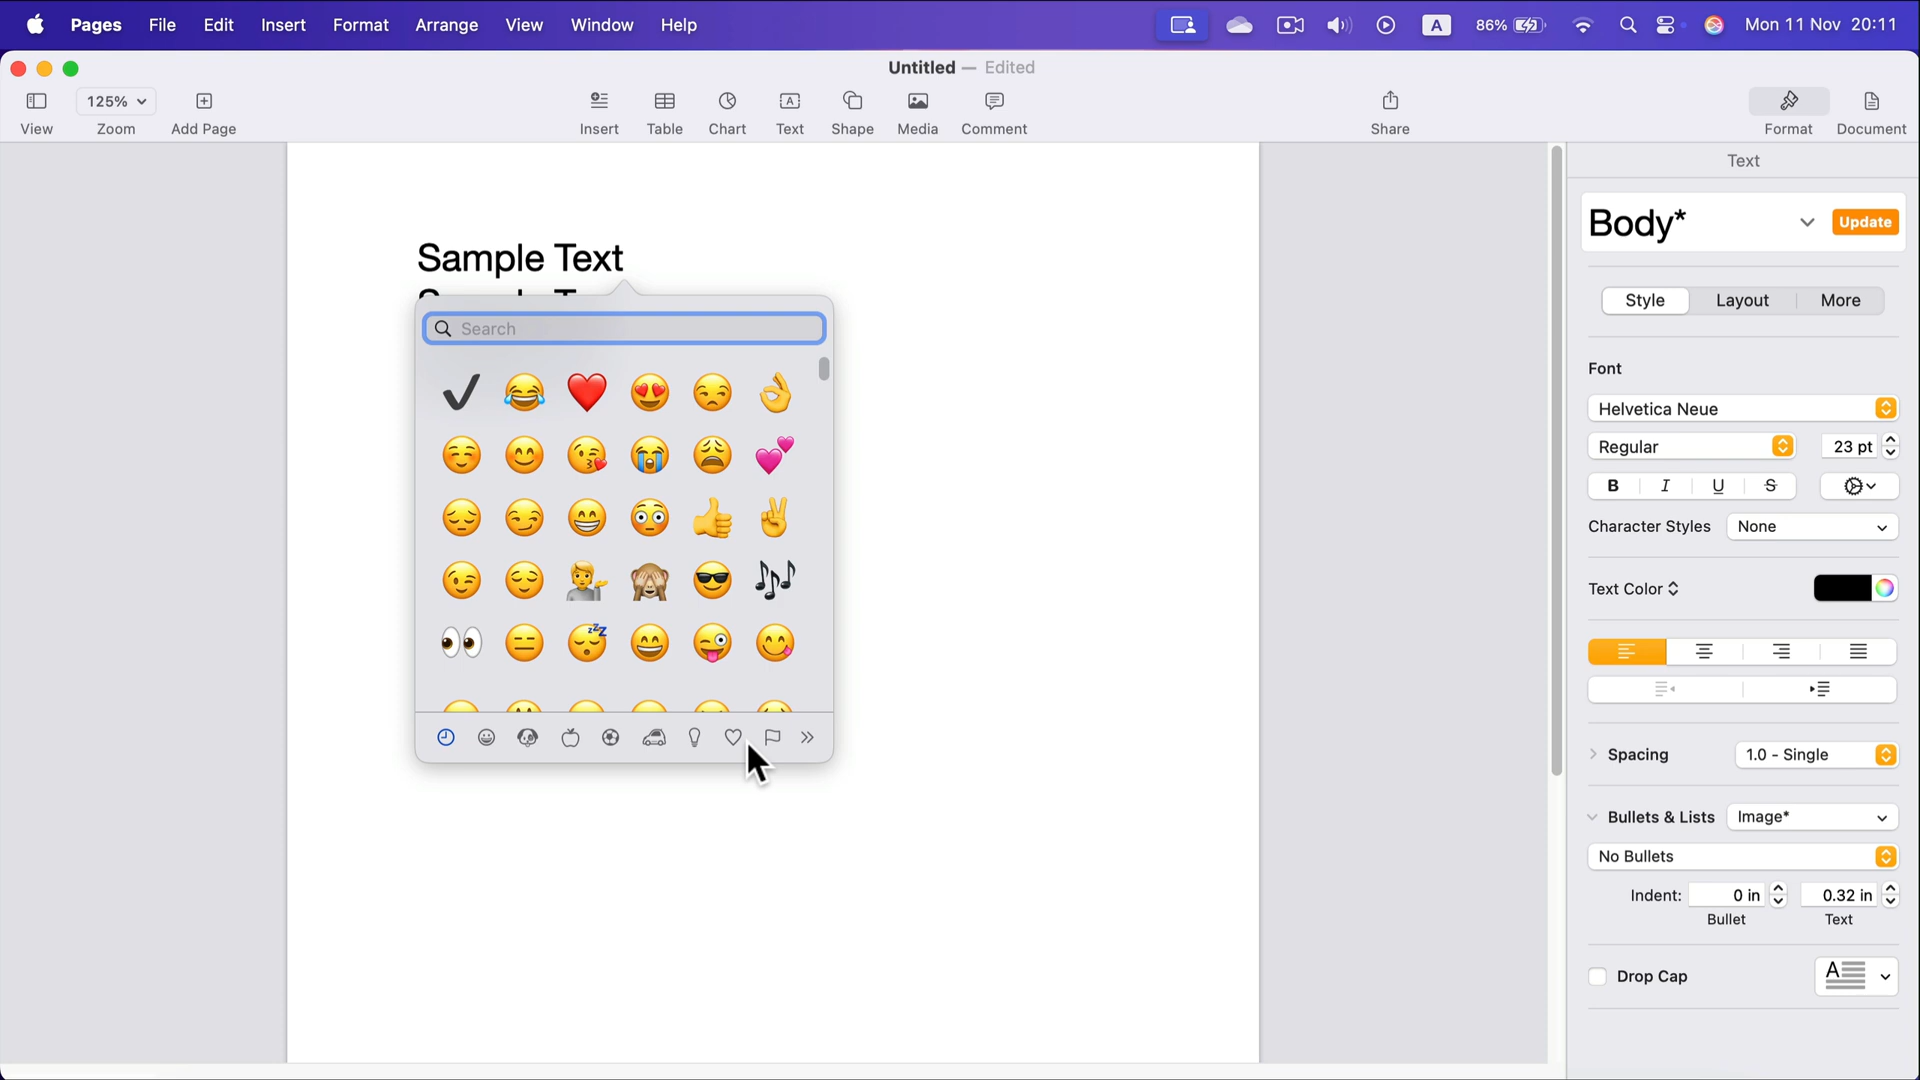 Pages File Edit Insert Format Arrange View Window Help A 86% Mon 11 Nov 20:11
Untitled — Edited
125%
View Zoom Add Page Insert Table Chart Text Shape Media Comment Share Format Document
Text
Body* Update
Sample Text
Style Layout More
Search
Font
Helvetica Neue
Regular 23 pt
B I U S
Character Styles None
Text Color
Spacing 1.0 - Single
Bullets & Lists Image*
No Bullets
Indent: 0 in 0.32 in
Bullet Text
Drop Cap A